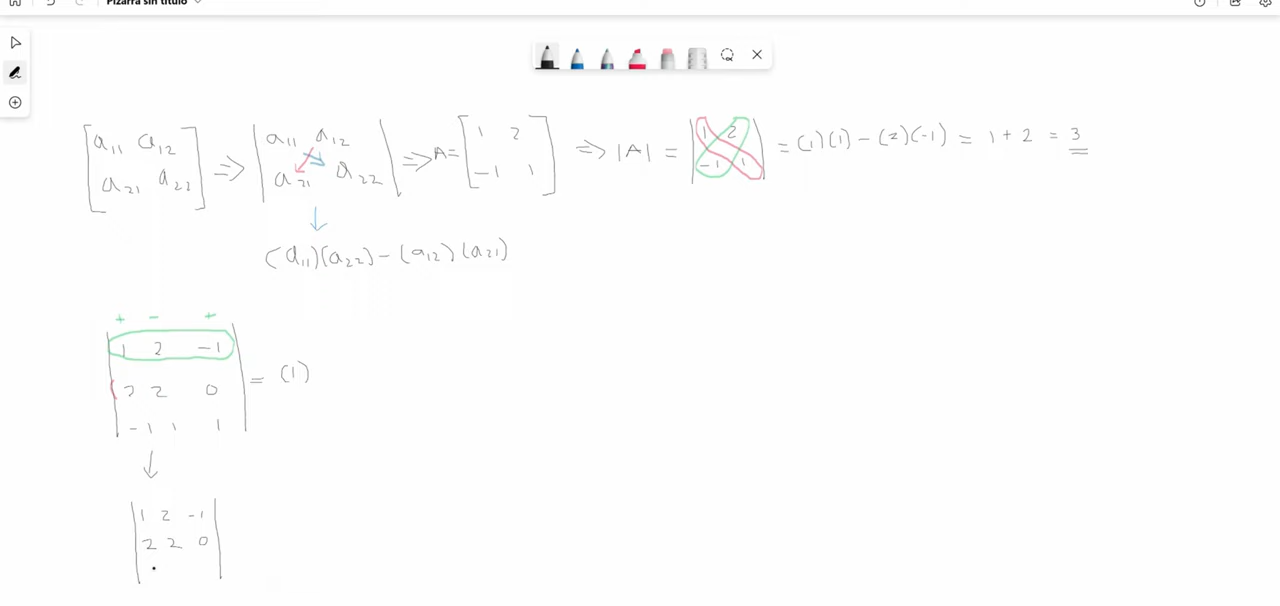 Pizarra sin título
[a11 a12 ⇒ |a11 a12| ⇒ A= [1 2 ⇒ |A| = |1 2| = (1)(1) - (2)(-1) = 1 + 2 = 3
a21 a22] |a21 a22| -1 1] |-1 1|
↓
(a11)(a22) - (a12)(a21)
+ - +
1 2 -1
2 2 0 = (1)
-1 1 1
↓
1 2 -1
2 2 0